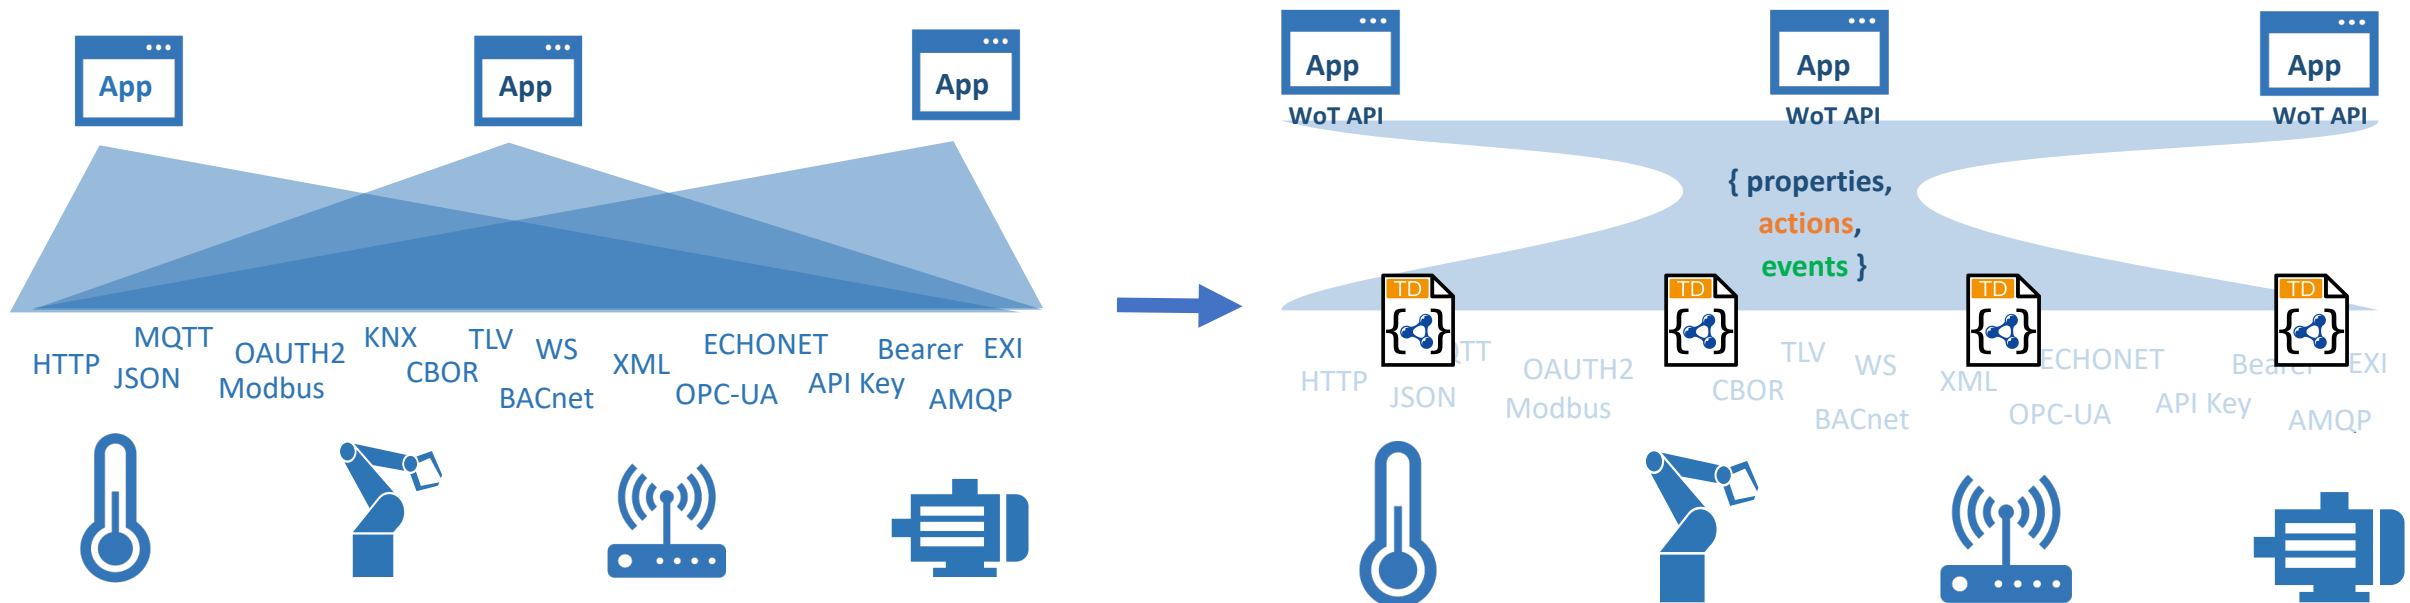 App
App
App
HTTP
MQTT
JSON
OAUTH2
Modbus
KNX
CBOR
TLV
BACnet
WS
XML
ECHONET
OPC-UA
API Key
Bearer
EXI
AMQP
App
WoT API
App
WoT API
App
WoT API
{ properties,
actions,
events }
TD
{ }
TD
{ }
TD
{ }
TD
{ }
HTTP
TT
JSON
OAUTH2
Modbus
CBOR
TLV
BACnet
WS
XML
ECHONET
OPC-UA
API Key
Bearer
EXI
AMQP